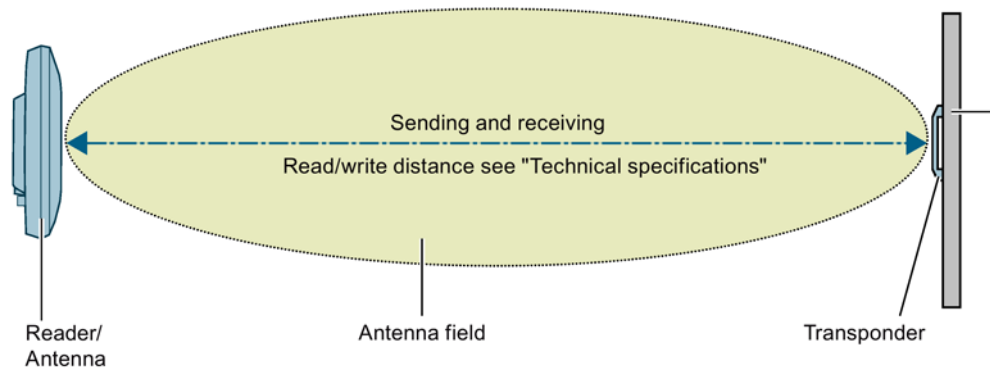 Sending and receiving
Read/write distance see "Technical specifications"
Reader/
Antenna
Antenna field
Transponder